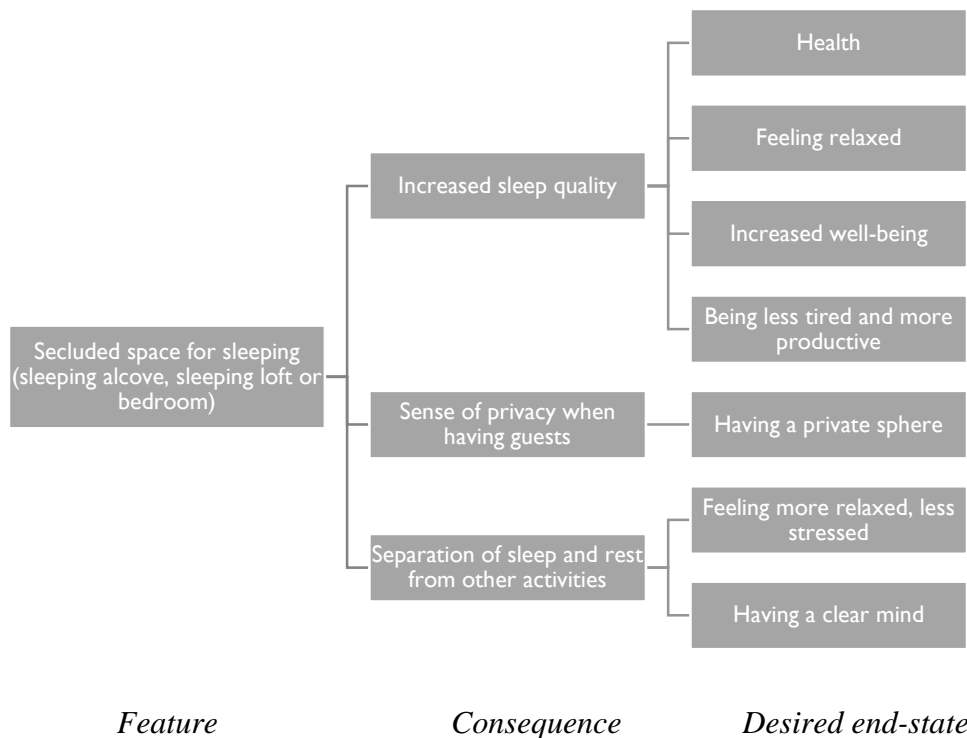 Health
Feeling relaxed
Increased sleep quality
Increased well-being
Being less tired and more
productive
Secluded space for sleeping
(sleeping alcove, sleeping loft or
bedroom)
Sense of privacy when
having guests
Having a private sphere
Feeling more relaxed, less
stressed
Separation of sleep and rest
from other activities
Having a clear mind
Feature
Consequence
Desired end-state